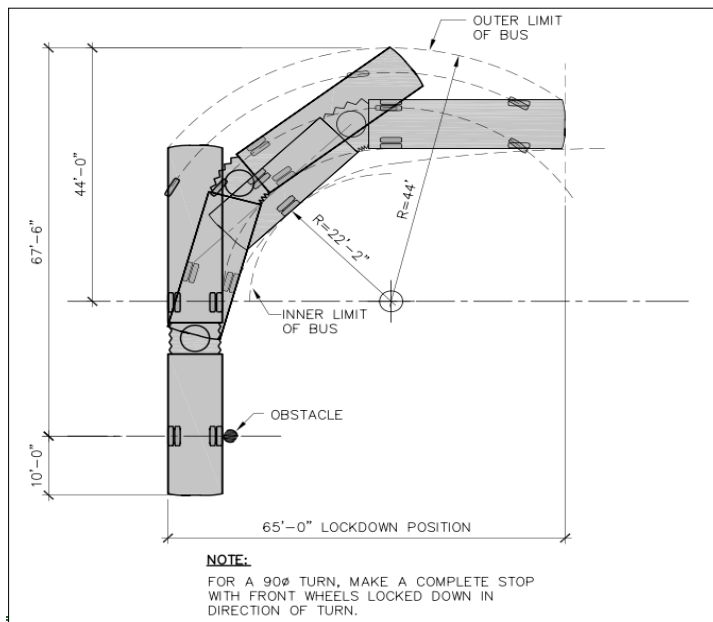 OUTER LIMIT
OF BUS
44'-0"
67'-6"
R=44'
R=22'-2"
INNER LIMIT
OF BUS
OBSTACLE
10'-0"
65'-0" LOCKDOWN POSITION
NOTE:
FOR A 90ø TURN, MAKE A COMPLETE STOP
WITH FRONT WHEELS LOCKED DOWN IN
DIRECTION OF TURN.